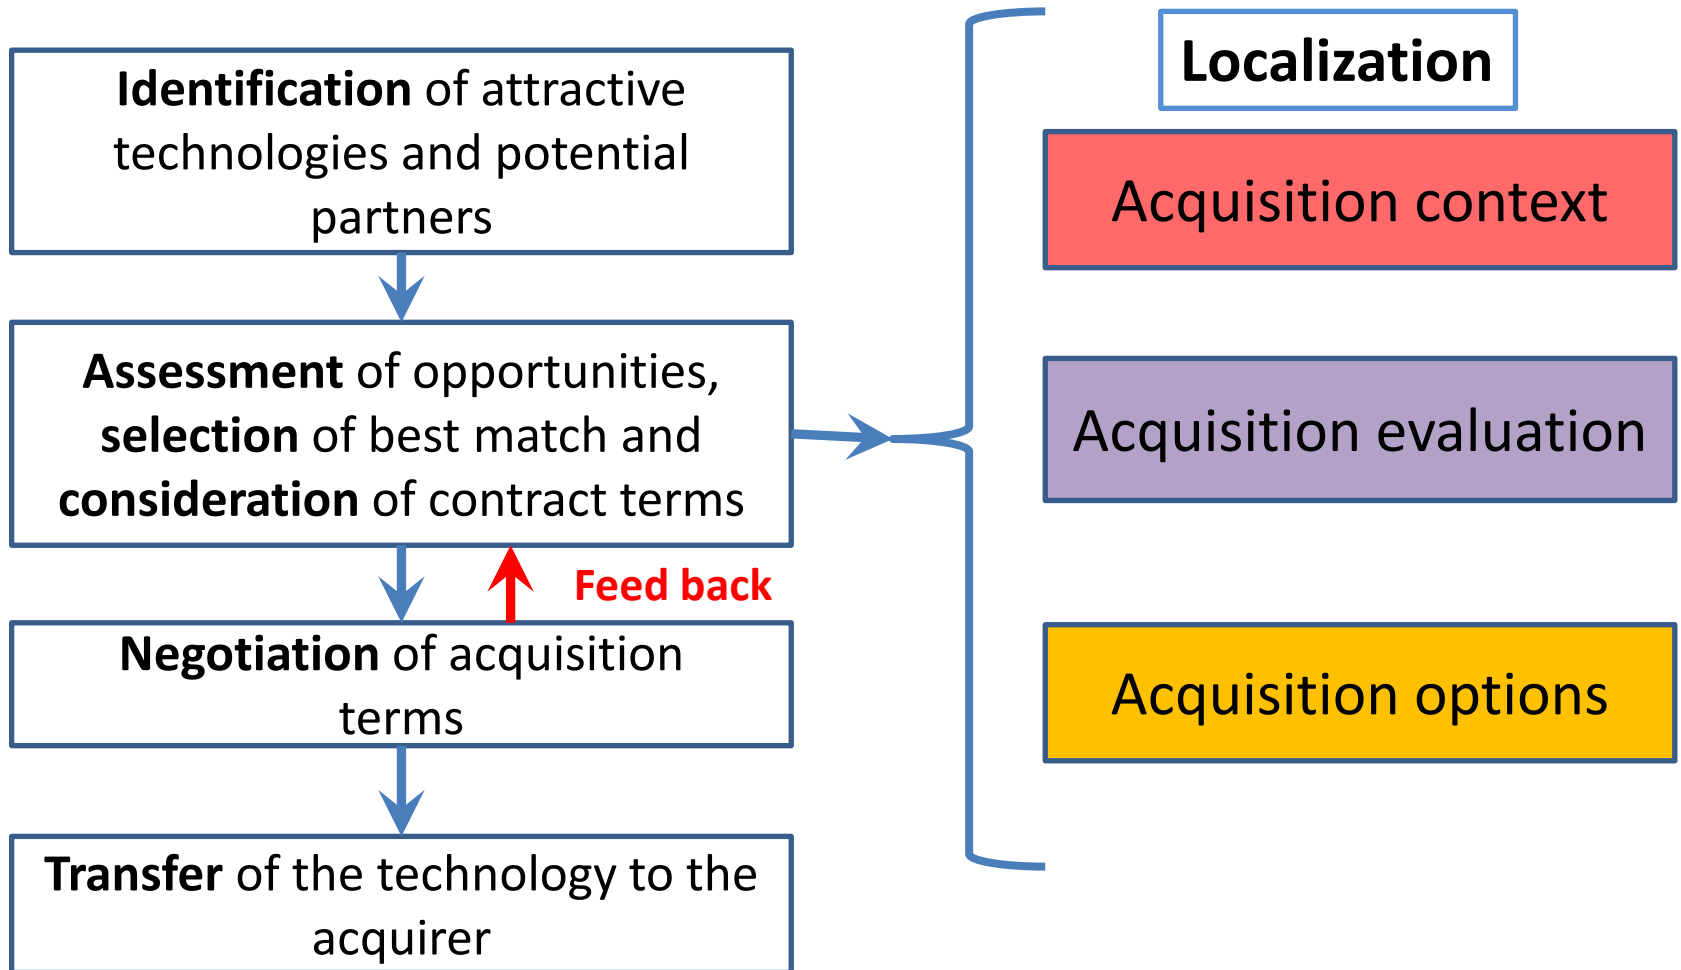 Identification of attractive
technologies and potential
partners
Assessment of opportunities,
selection of best match and
consideration of contract terms
Feed back
Negotiation of acquisition
terms
Transfer of the technology to the
acquirer
Localization
Acquisition context
Acquisition evaluation
Acquisition options